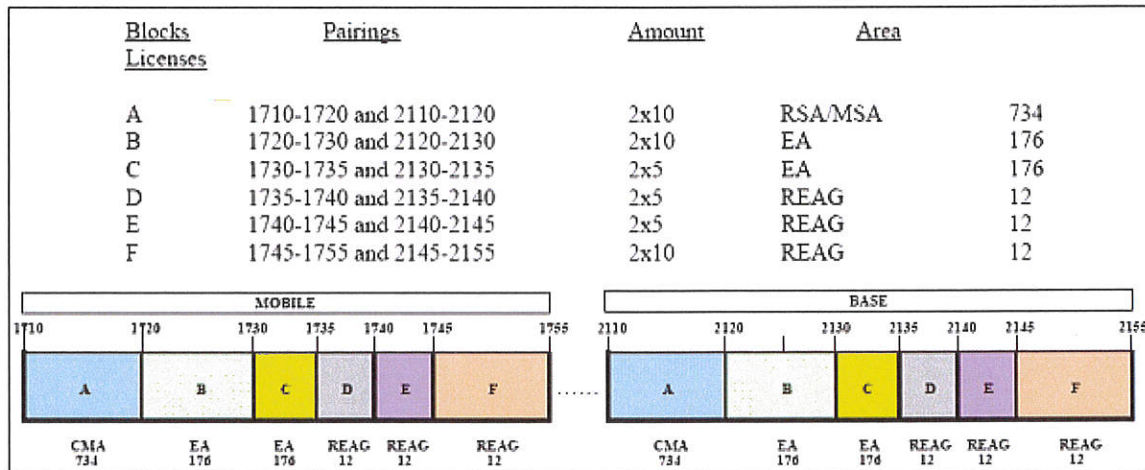 Blocks Pairings Amount Area
Licenses
A 1710-1720 and 2110-2120 2x10 RSA/MSA 734
B 1720-1730 and 2120-2130 2x10 EA 176
C 1730-1735 and 2130-2135 2x5 EA 176
D 1735-1740 and 2135-2140 2x5 REAG 12
E 1740-1745 and 2140-2145 2x5 REAG 12
F 1745-1755 and 2145-2155 2x10 REAG 12
MOBILE BASE
1710 1720 1730 1735 1740 1745 1755 2110 2120 2130 2135 2140 2145 2155
A B C D E F ...... A B C D E F
CMA EA EA REAG REAG REAG CMA EA EA REAG REAG REAG
734 176 176 12 12 12 734 176 176 12 12 12